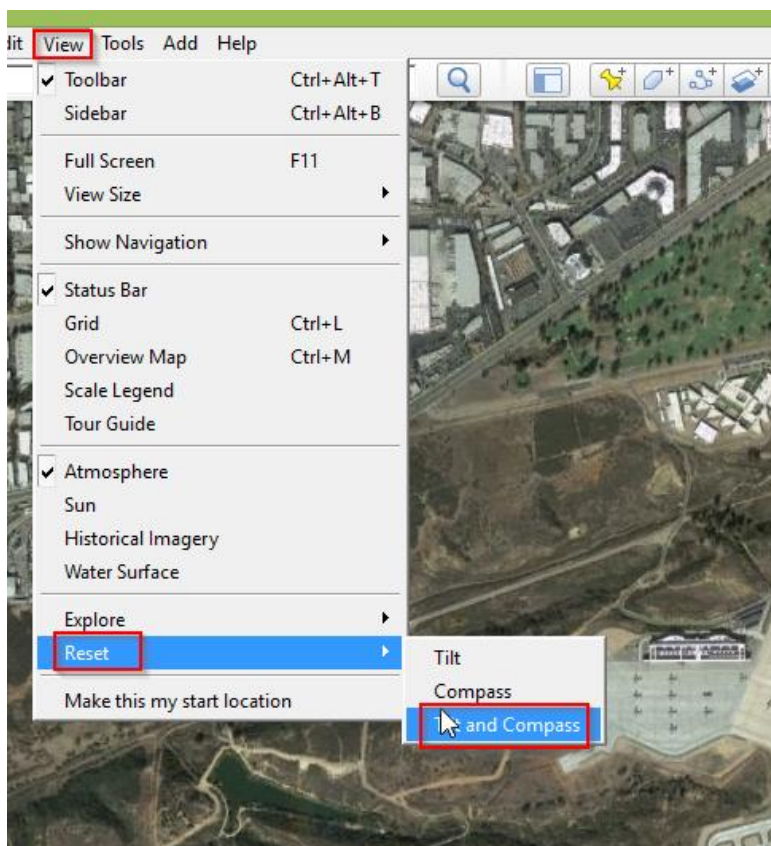 dit View Tools Add Help
Toolbar Ctrl+Alt+T
Sidebar Ctrl+Alt+B
Full Screen F11
View Size
Show Navigation
Status Bar
Grid Ctrl+L
Overview Map Ctrl+M
Scale Legend
Tour Guide
Atmosphere
Sun
Historical Imagery
Water Surface
Explore
Reset
Tilt
Compass
Make this my start location
and Compass